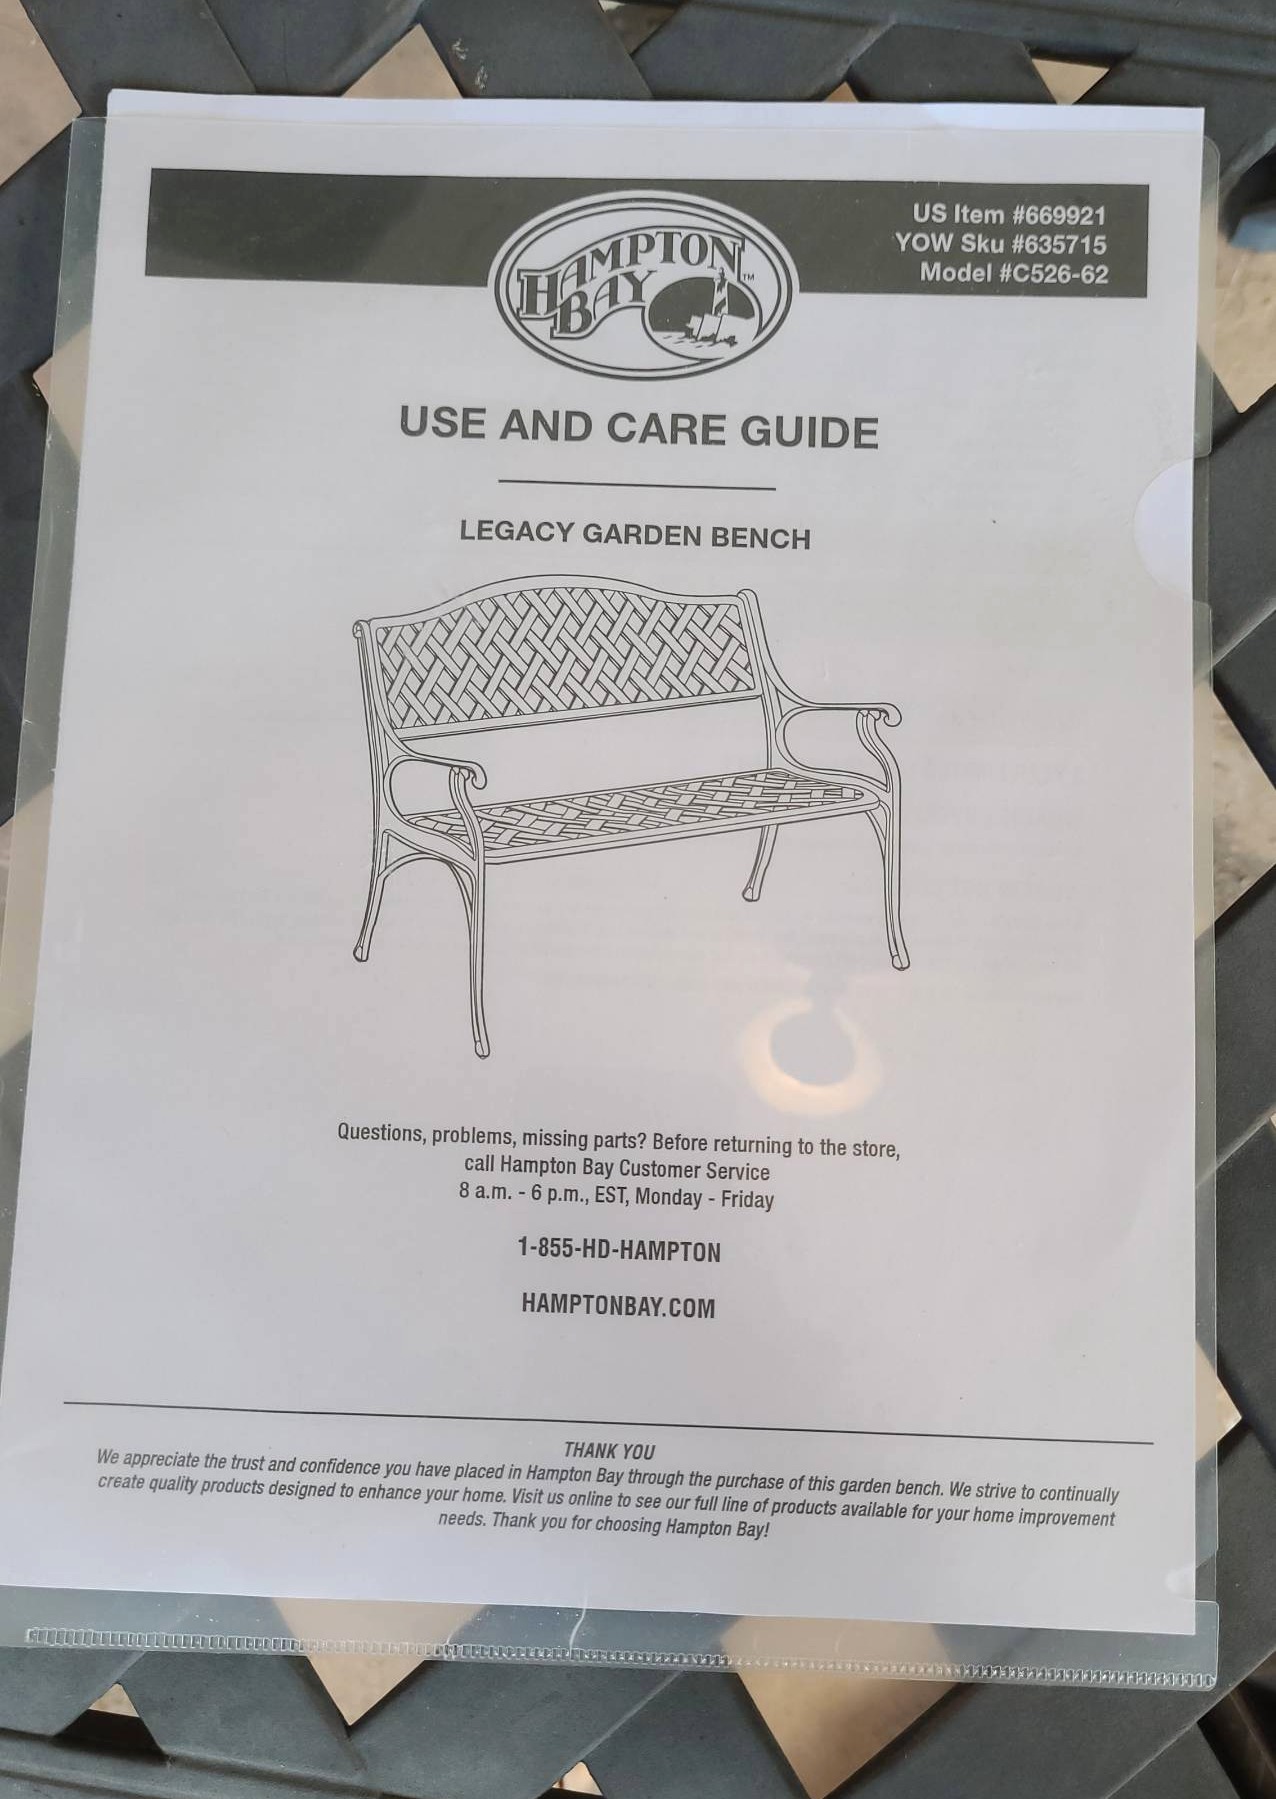 US Item #669921
YOW Sku #635715
Model #C526-62
HAMPTON
BAY™
USE AND CARE GUIDE
LEGACY GARDEN BENCH
Questions, problems, missing parts? Before returning to the store,
call Hampton Bay Customer Service
8 a.m. - 6 p.m., EST, Monday - Friday
1-855-HD-HAMPTON
HAMPTONBAY.COM
THANK YOU
We appreciate the trust and confidence you have placed in Hampton Bay through the purchase of this garden bench. We strive to continually
create quality products designed to enhance your home. Visit us online to see our full line of products available for your home improvement
needs. Thank you for choosing Hampton Bay!